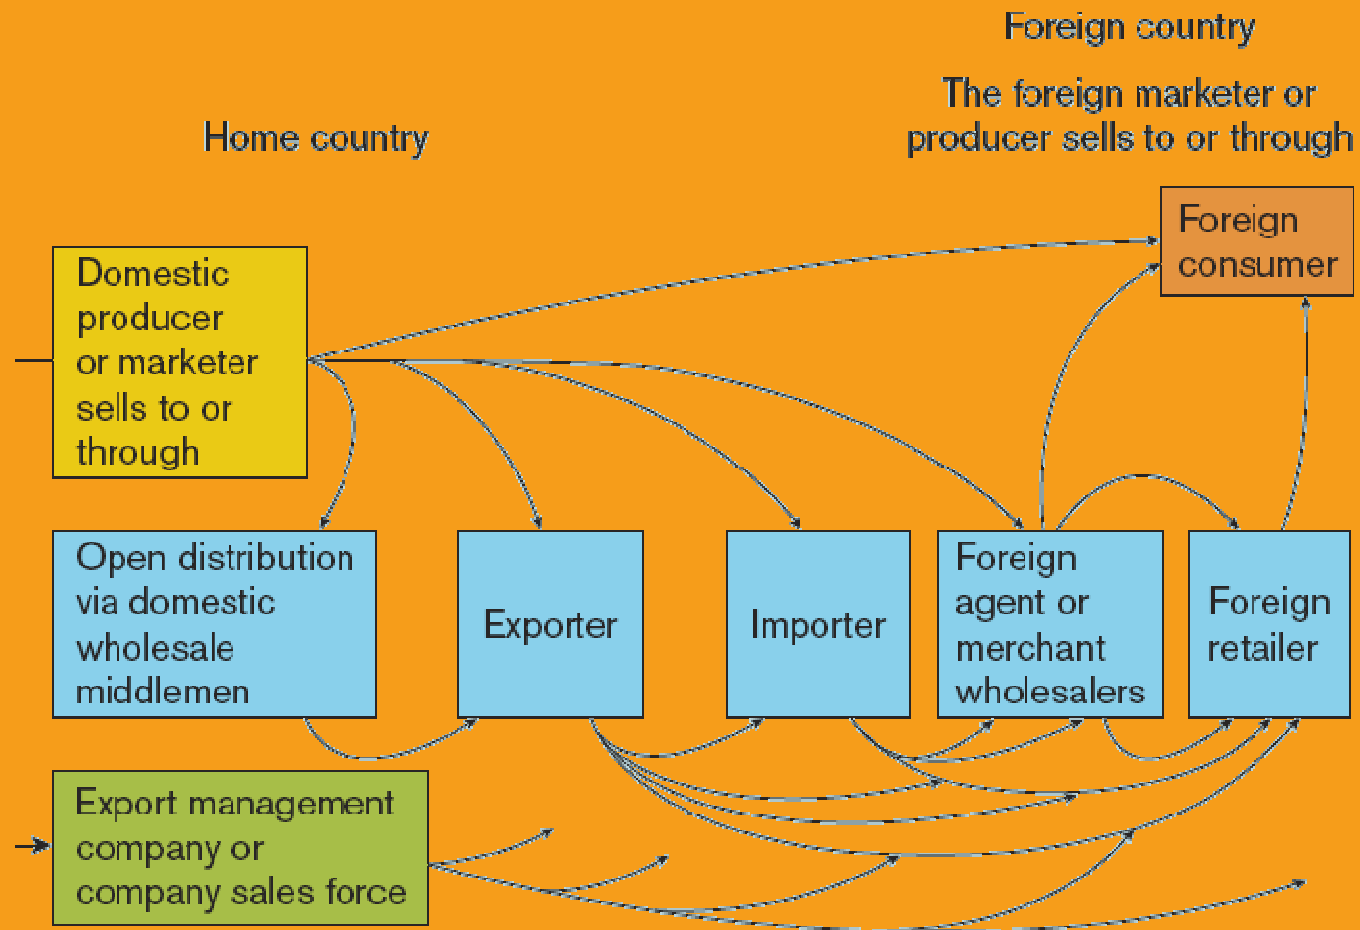 Foreign country
The foreign marketer or
producer sells to or through
Home country
Foreign
consumer
Domestic
producer
or marketer
sells to or
through
Open distribution
via domestic
wholesale
middlemen
Exporter
Importer
Foreign
agent or
merchant
wholesalers
Foreign
retailer
Export management
company or
company sales force